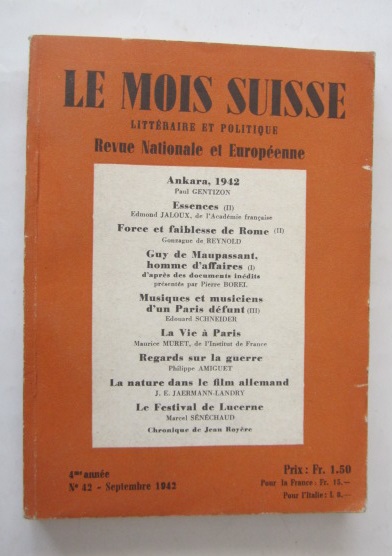 LE MOIS SUISSE
LITTÉRAIRE ET POLITIQUE
Revue Nationale et Européenne
Ankara, 1942
Paul GENTIZON
Essences (II)
Edmond JALOUX, de l'Académie française
Force et faiblesse de Rome (II)
Gonzague de REYNOLD
Guy de Maupassant,
homme d'affaires (I)
d'après des documents inédits
présentés par Pierre BOREL
Musiques et musiciens
d'un Paris défunt (III)
Edouard SCHNEIDER
La Vie à Paris
Maurice MURET, de l'Institut de France
Regards sur la guerre
Philippe AMIGUET
La nature dans le film allemand
J. E. JAERMANN-LANDRY
Le Festival de Lucerne
Marcel SÉNÉCHAUD
Chronique de Jean Royère
4me année
N° 42 - Septembre 1942
Prix : Fr. 1.50
Pour la France : Fr. 15.—
Pour l'Italie : L 8.—